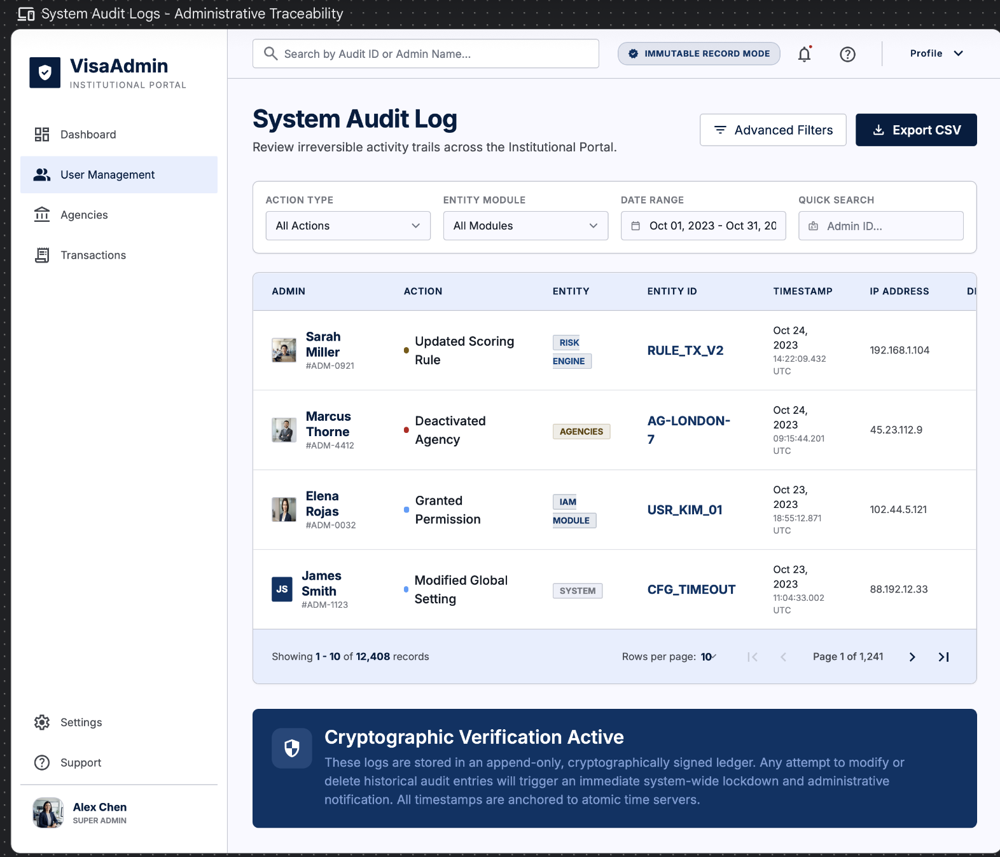 System Audit Logs - Administrative Traceability
VisaAdmin
INSTITUTIONAL PORTAL
Dashboard
User Management
Agencies
Transactions
Settings
Support
Alex Chen
SUPER ADMIN
Search by Audit ID or Admin Name...
IMMUTABLE RECORD MODE
Profile
System Audit Log
Review irreversible activity trails across the Institutional Portal.
Advanced Filters
Export CSV
ACTION TYPE
All Actions
ENTITY MODULE
All Modules
DATE RANGE
Oct 01, 2023 - Oct 31, 20
QUICK SEARCH
Admin ID...
ADMIN ACTION ENTITY ENTITY ID TIMESTAMP IP ADDRESS
Sarah
Miller
#ADM-0921
Updated Scoring
Rule
RISK
ENGINE
RULE_TX_V2
Oct 24,
2023
14:22:09.432
UTC
192.168.1.104
Marcus
Thorne
#ADM-4412
Deactivated
Agency
AGENCIES
AG-LONDON-
7
Oct 24,
2023
09:15:44.201
UTC
45.23.112.9
Elena
Rojas
#ADM-0032
Granted
Permission
IAM
MODULE
USR_KIM_01
Oct 23,
2023
18:55:12.871
UTC
102.44.5.121
JS
James
Smith
#ADM-1123
Modified Global
Setting
SYSTEM
CFG_TIMEOUT
Oct 23,
2023
11:04:33.002
UTC
88.192.12.33
Showing 1 - 10 of 12,408 records
Rows per page: 10
Page 1 of 1,241
Cryptographic Verification Active
These logs are stored in an append-only, cryptographically signed ledger. Any attempt to modify or
delete historical audit entries will trigger an immediate system-wide lockdown and administrative
notification. All timestamps are anchored to atomic time servers.